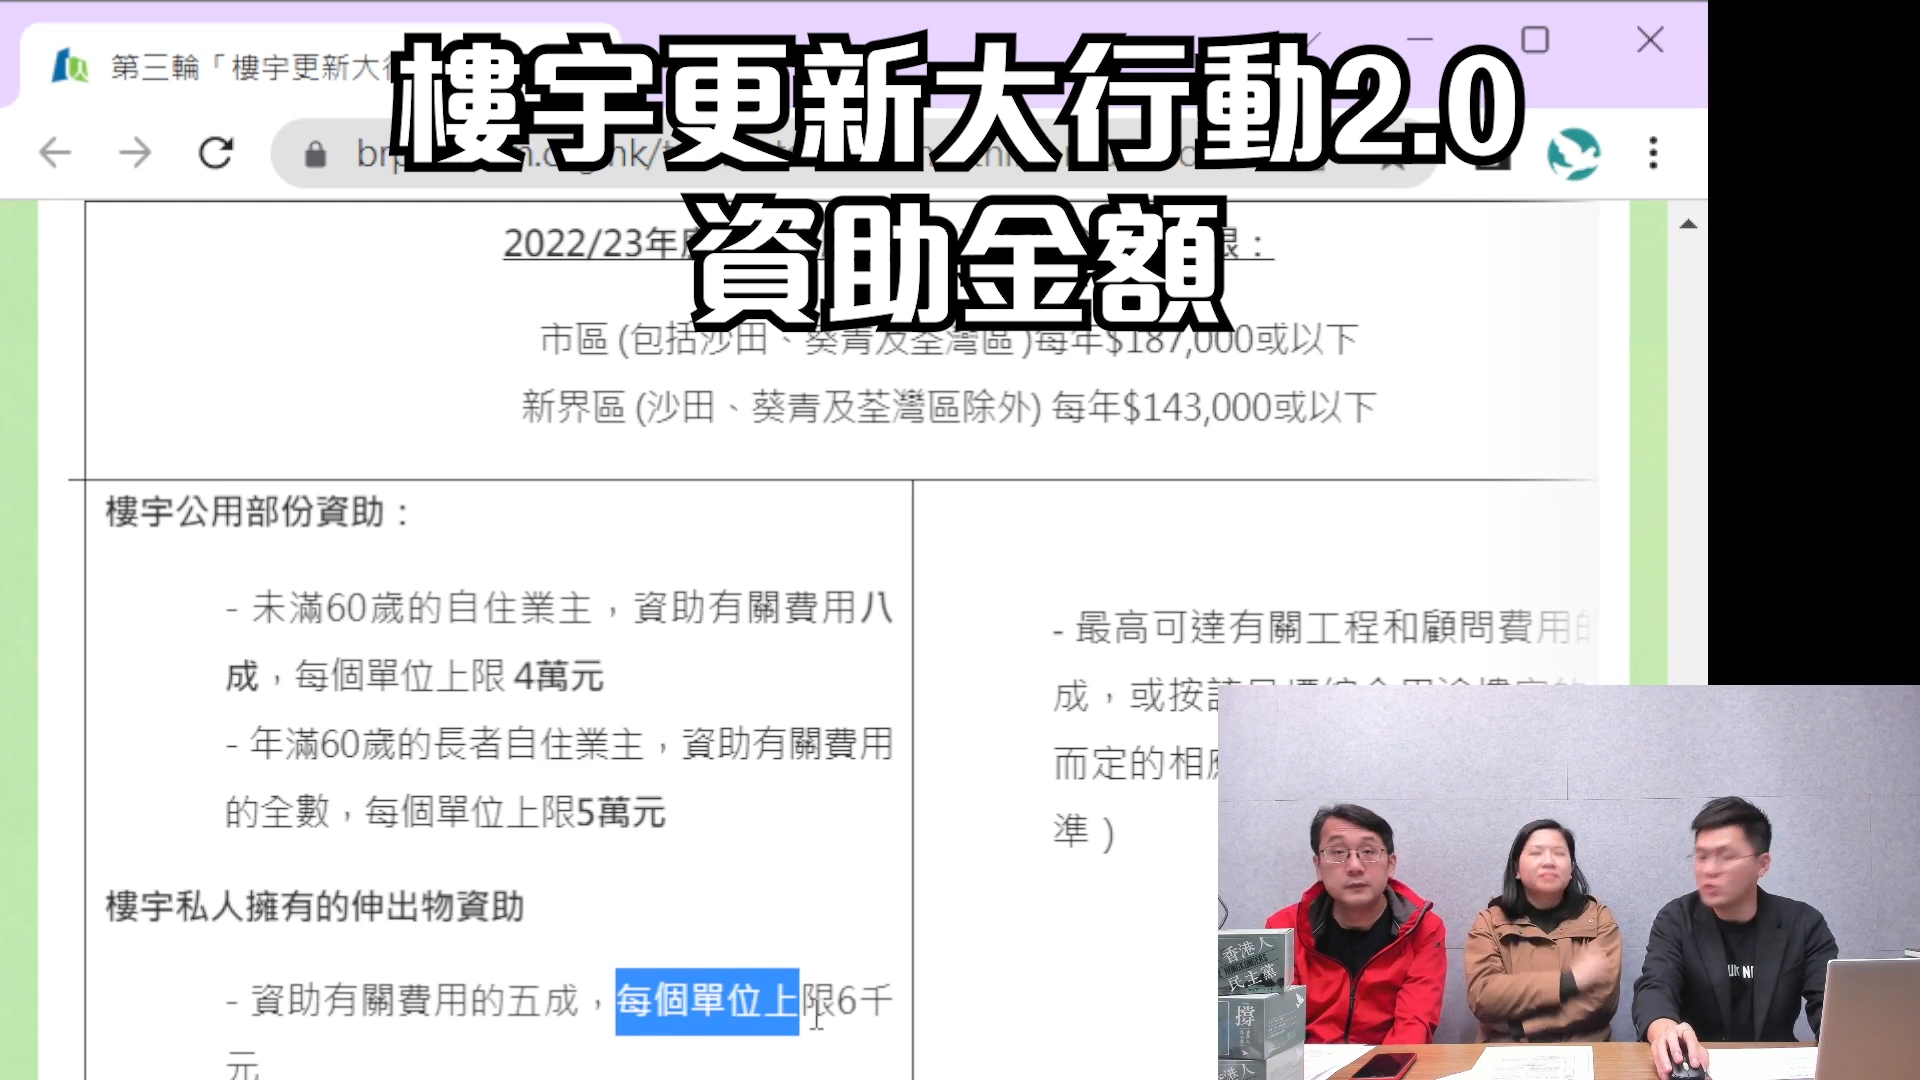 第三輪「樓宇更新大行
樓宇更新大行動2.0
資助金額
2022/23年
限：
市區 (包括沙田、葵青及荃灣區 )每年$187,000或以下
新界區 (沙田、葵青及荃灣區除外) 每年$143,000或以下
樓宇公用部份資助：
- 未滿60歲的自住業主，資助有關費用八
成，每個單位上限 4萬元
- 年滿60歲的長者自住業主，資助有關費用
的全數，每個單位上限5萬元
- 最高可達有關工程和顧問費用的
成，或按
而定的相應
準 )
樓宇私人擁有的伸出物資助
- 資助有關費用的五成，每個單位上限6千
元
香港人
民主黨
撐
香港人